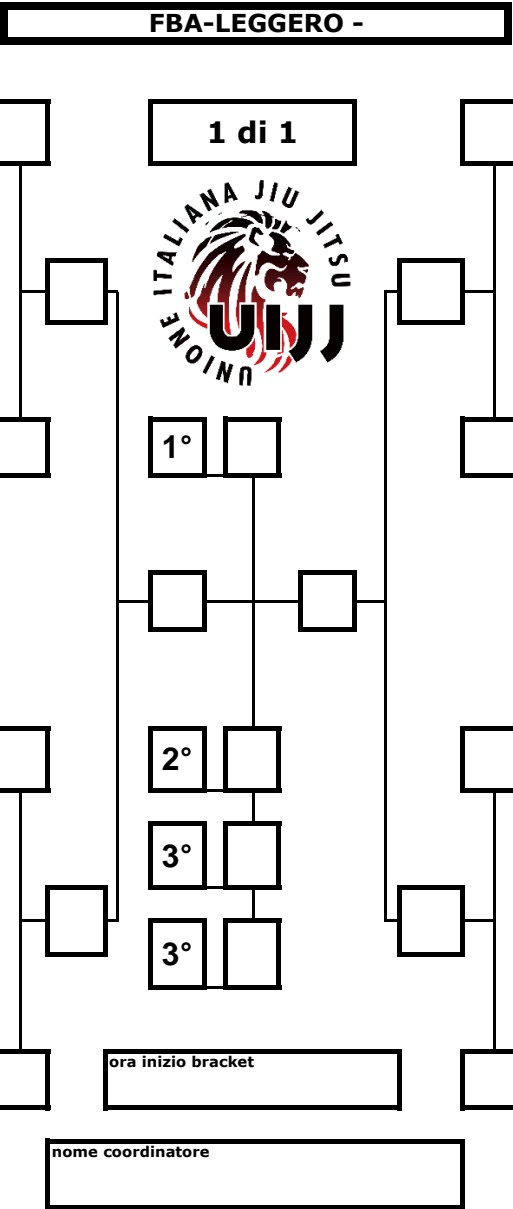 FBA-LEGGERO -
1 di 1
UNIONE ITALIANA JIU JITSU
UIJJ
1°
2°
3°
3°
ora inizio bracket
nome coordinatore